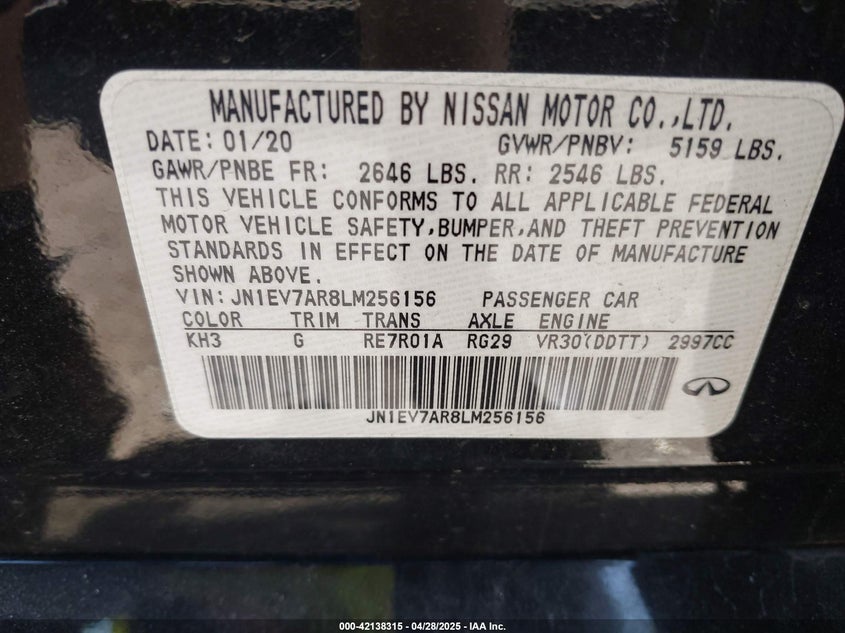 MANUFACTURED BY NISSAN MOTOR CO.,LTD.
DATE: 01/20 GVWR/PNBV: 5159 LBS.
GAWR/PNBE FR: 2646 LBS. RR: 2546 LBS.
THIS VEHICLE CONFORMS TO ALL APPLICABLE FEDERAL
MOTOR VEHICLE SAFETY,BUMPER,AND THEFT PREVENTION
STANDARDS IN EFFECT ON THE DATE OF MANUFACTURE
SHOWN ABOVE.
VIN: JN1EV7AR8LM256156 PASSENGER CAR
COLOR TRIM TRANS AXLE ENGINE
KH3 G RE7R01A RG29 VR30(DDTT) 2997CC
JN1EV7AR8LM256156
000-42138315 04/28/2025 - IAA Inc.